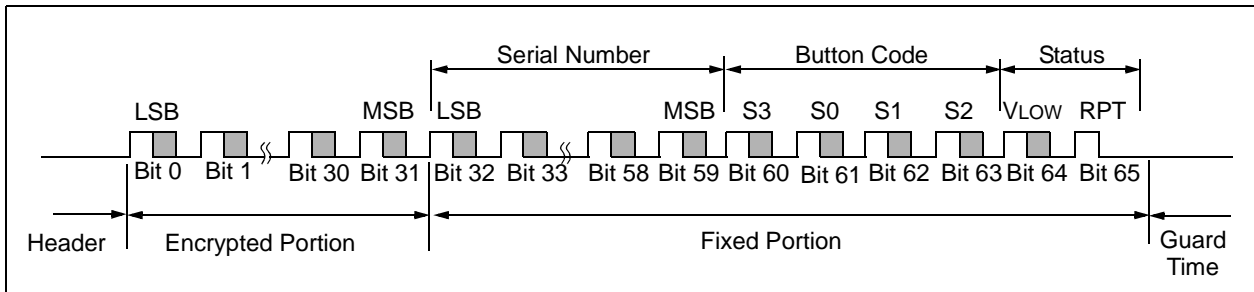 Serial Number Button Code Status
LSB MSB LSB MSB S3 S0 S1 S2 VLOW RPT
Bit 0 Bit 1 Bit 30 Bit 31 Bit 32 Bit 33 Bit 58 Bit 59 Bit 60 Bit 61 Bit 62 Bit 63 Bit 64 Bit 65
Header Encrypted Portion Fixed Portion Guard
Time